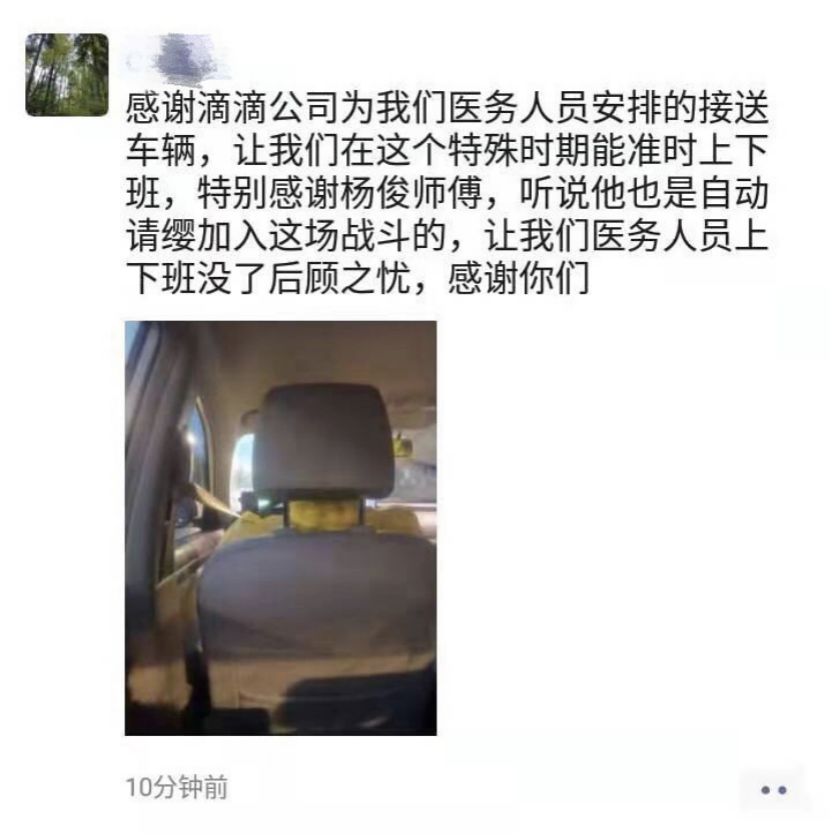 感谢滴滴公司为我们医务人员安排的接送
车辆，让我们在这个特殊时期能准时上下
班，特别感谢杨俊师傅，听说他也是自动
请缨加入这场战斗的，让我们医务人员上
下班没了后顾之忧，感谢你们
10分钟前